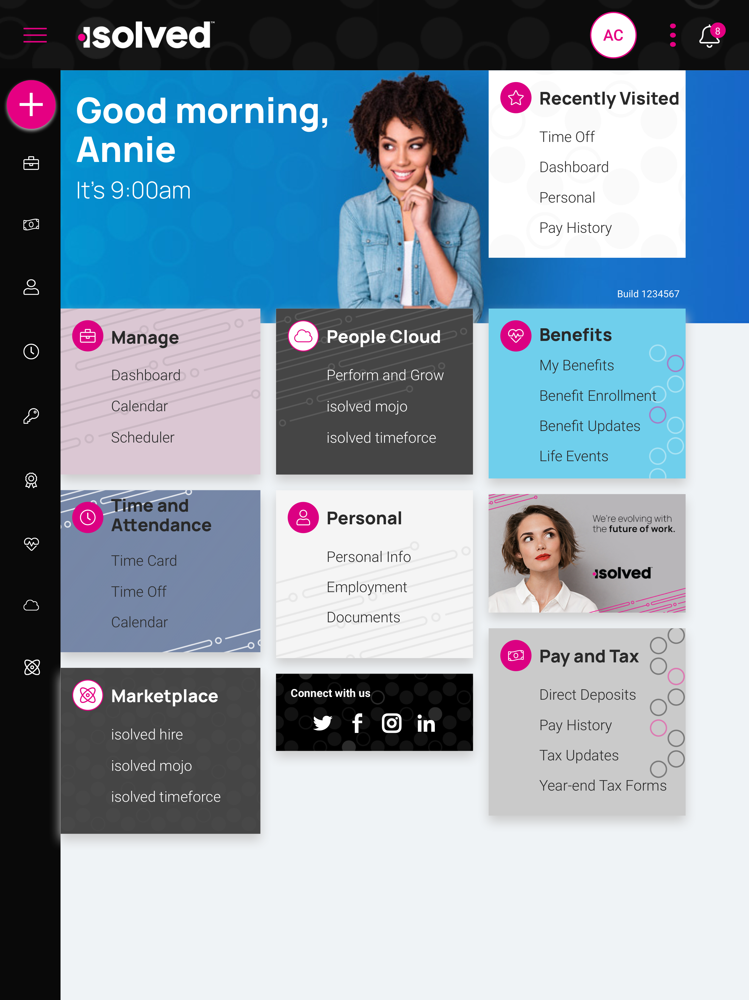 isolved™
AC
8
Good morning,
Annie
It's 9:00am
Recently Visited
Time Off
Dashboard
Personal
Pay History
Build 1234567
Manage
Dashboard
Calendar
Scheduler
People Cloud
Perform and Grow
isolved mojo
isolved timeforce
Benefits
My Benefits
Benefit Enrollment
Benefit Updates
Life Events
Time and
Attendance
Time Card
Time Off
Calendar
Personal
Personal Info
Employment
Documents
We're evolving with
the future of work.
isolved
Pay and Tax
Direct Deposits
Pay History
Tax Updates
Year-end Tax Forms
Marketplace
isolved hire
isolved mojo
isolved timeforce
Connect with us
f
in